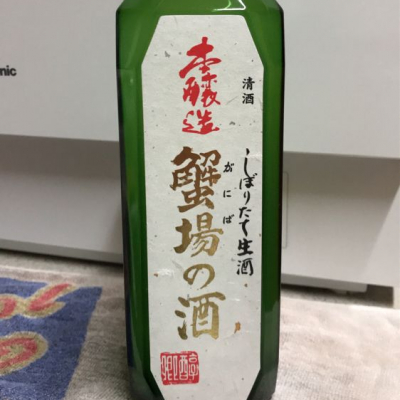 清酒
本醸造
しぼりたて生酒
蟹場の酒
がにば
nic